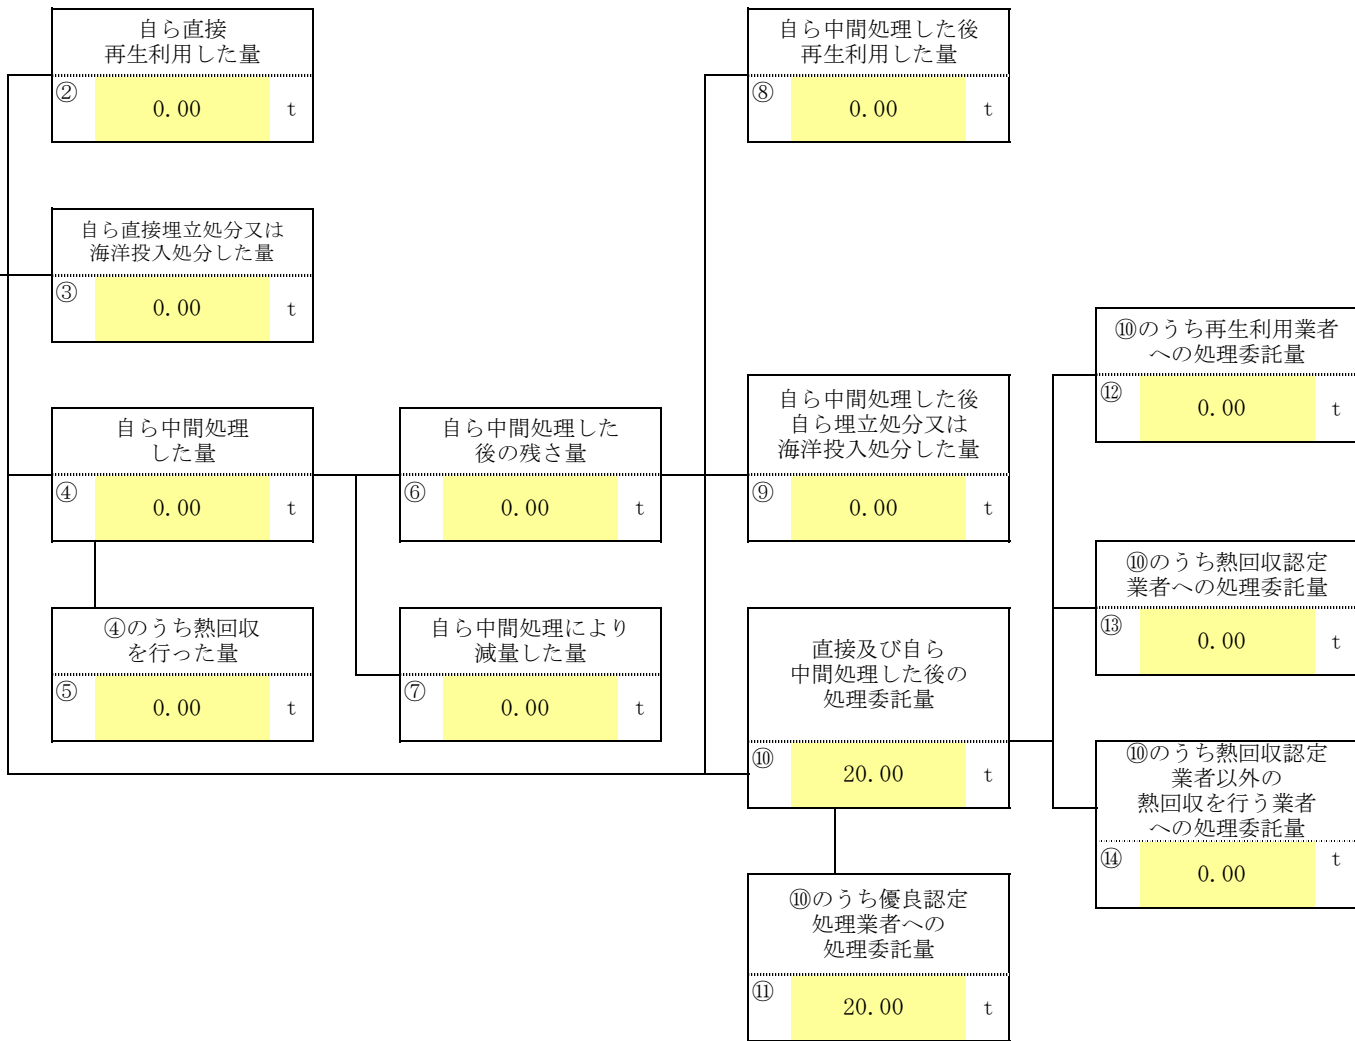 自ら直接
再生利用した量
②
0.00
t
自ら直接埋立処分又は
海洋投入処分した量
③
0.00
t
自ら中間処理
した量
④
0.00
t
④のうち熱回収
を行った量
⑤
0.00
t
自ら中間処理した
後の残さ量
⑥
0.00
t
自ら中間処理により
減量した量
⑦
0.00
t
自ら中間処理した後
再生利用した量
⑧
0.00
t
自ら中間処理した後
自ら埋立処分又は
海洋投入処分した量
⑨
0.00
t
直接及び自ら
中間処理した後の
処理委託量
⑩
20.00
t
⑩のうち優良認定
処理業者への
処理委託量
⑪
20.00
t
⑩のうち再生利用業者
への処理委託量
⑫
0.00
t
⑩のうち熱回収認定
業者への処理委託量
⑬
0.00
t
⑩のうち熱回収認定
業者以外の
熱回収を行う業者
への処理委託量
⑭
0.00
t